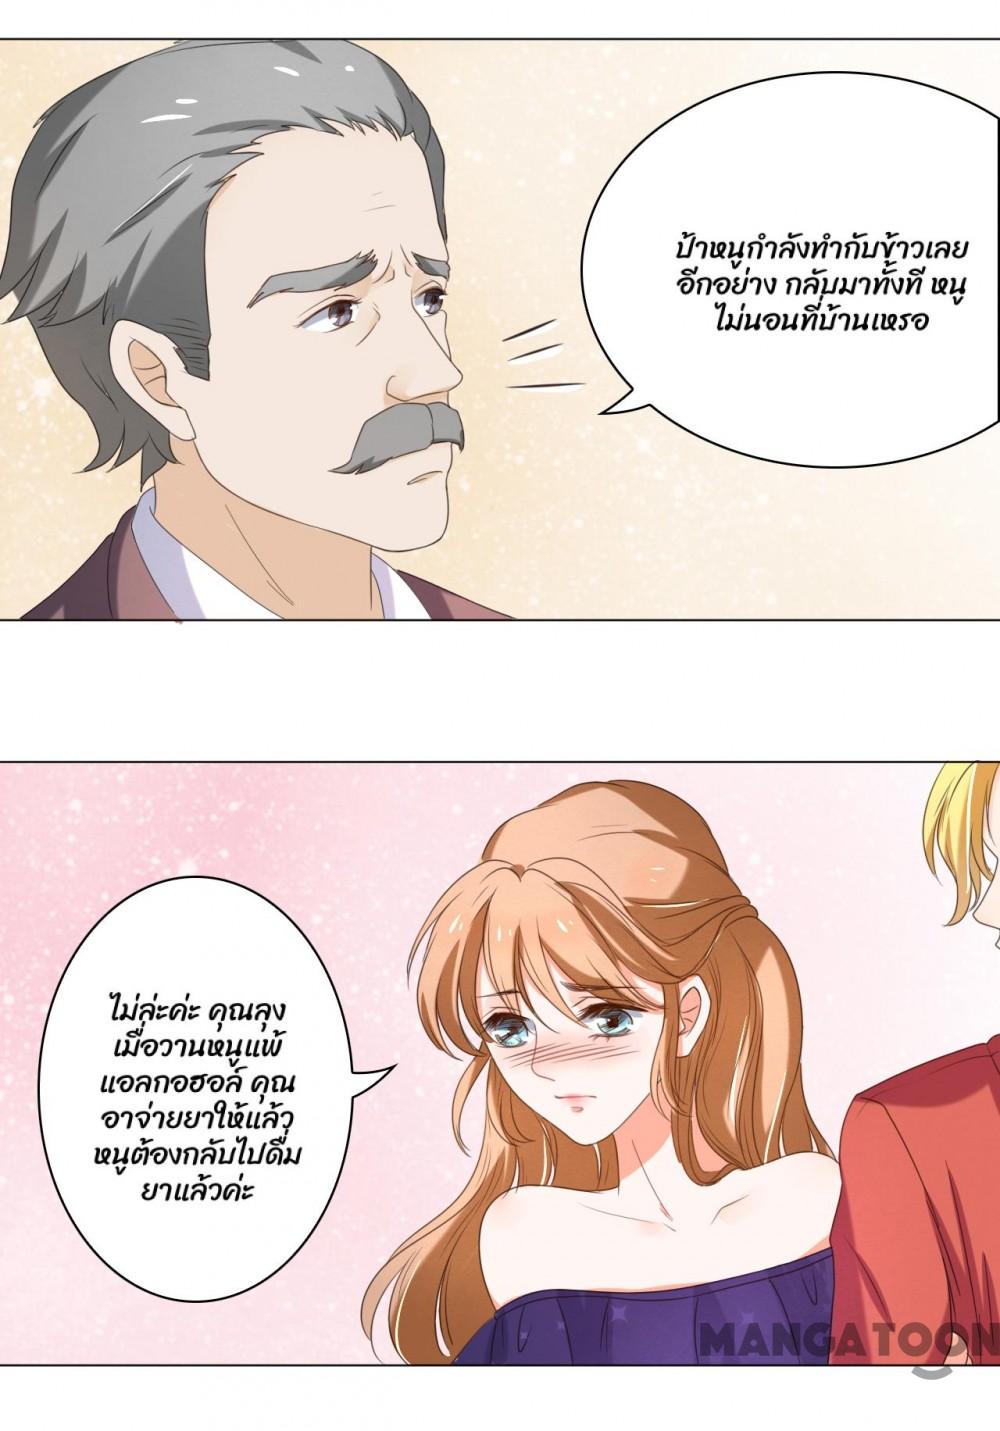 ป้าหนูกำลังทำกับข้าวเลย
อีกอย่าง กลับมาทั้งที หนู
ไม่นอนที่บ้านเหรอ
ไม่ล่ะค่ะ คุณลุง
เมื่อวานหนูแพ้
แอลกอฮอล์ คุณ
อาจ่ายยาให้แล้ว
หนูต้องกลับไปดื่ม
ยาแล้วค่ะ
MANGATOON